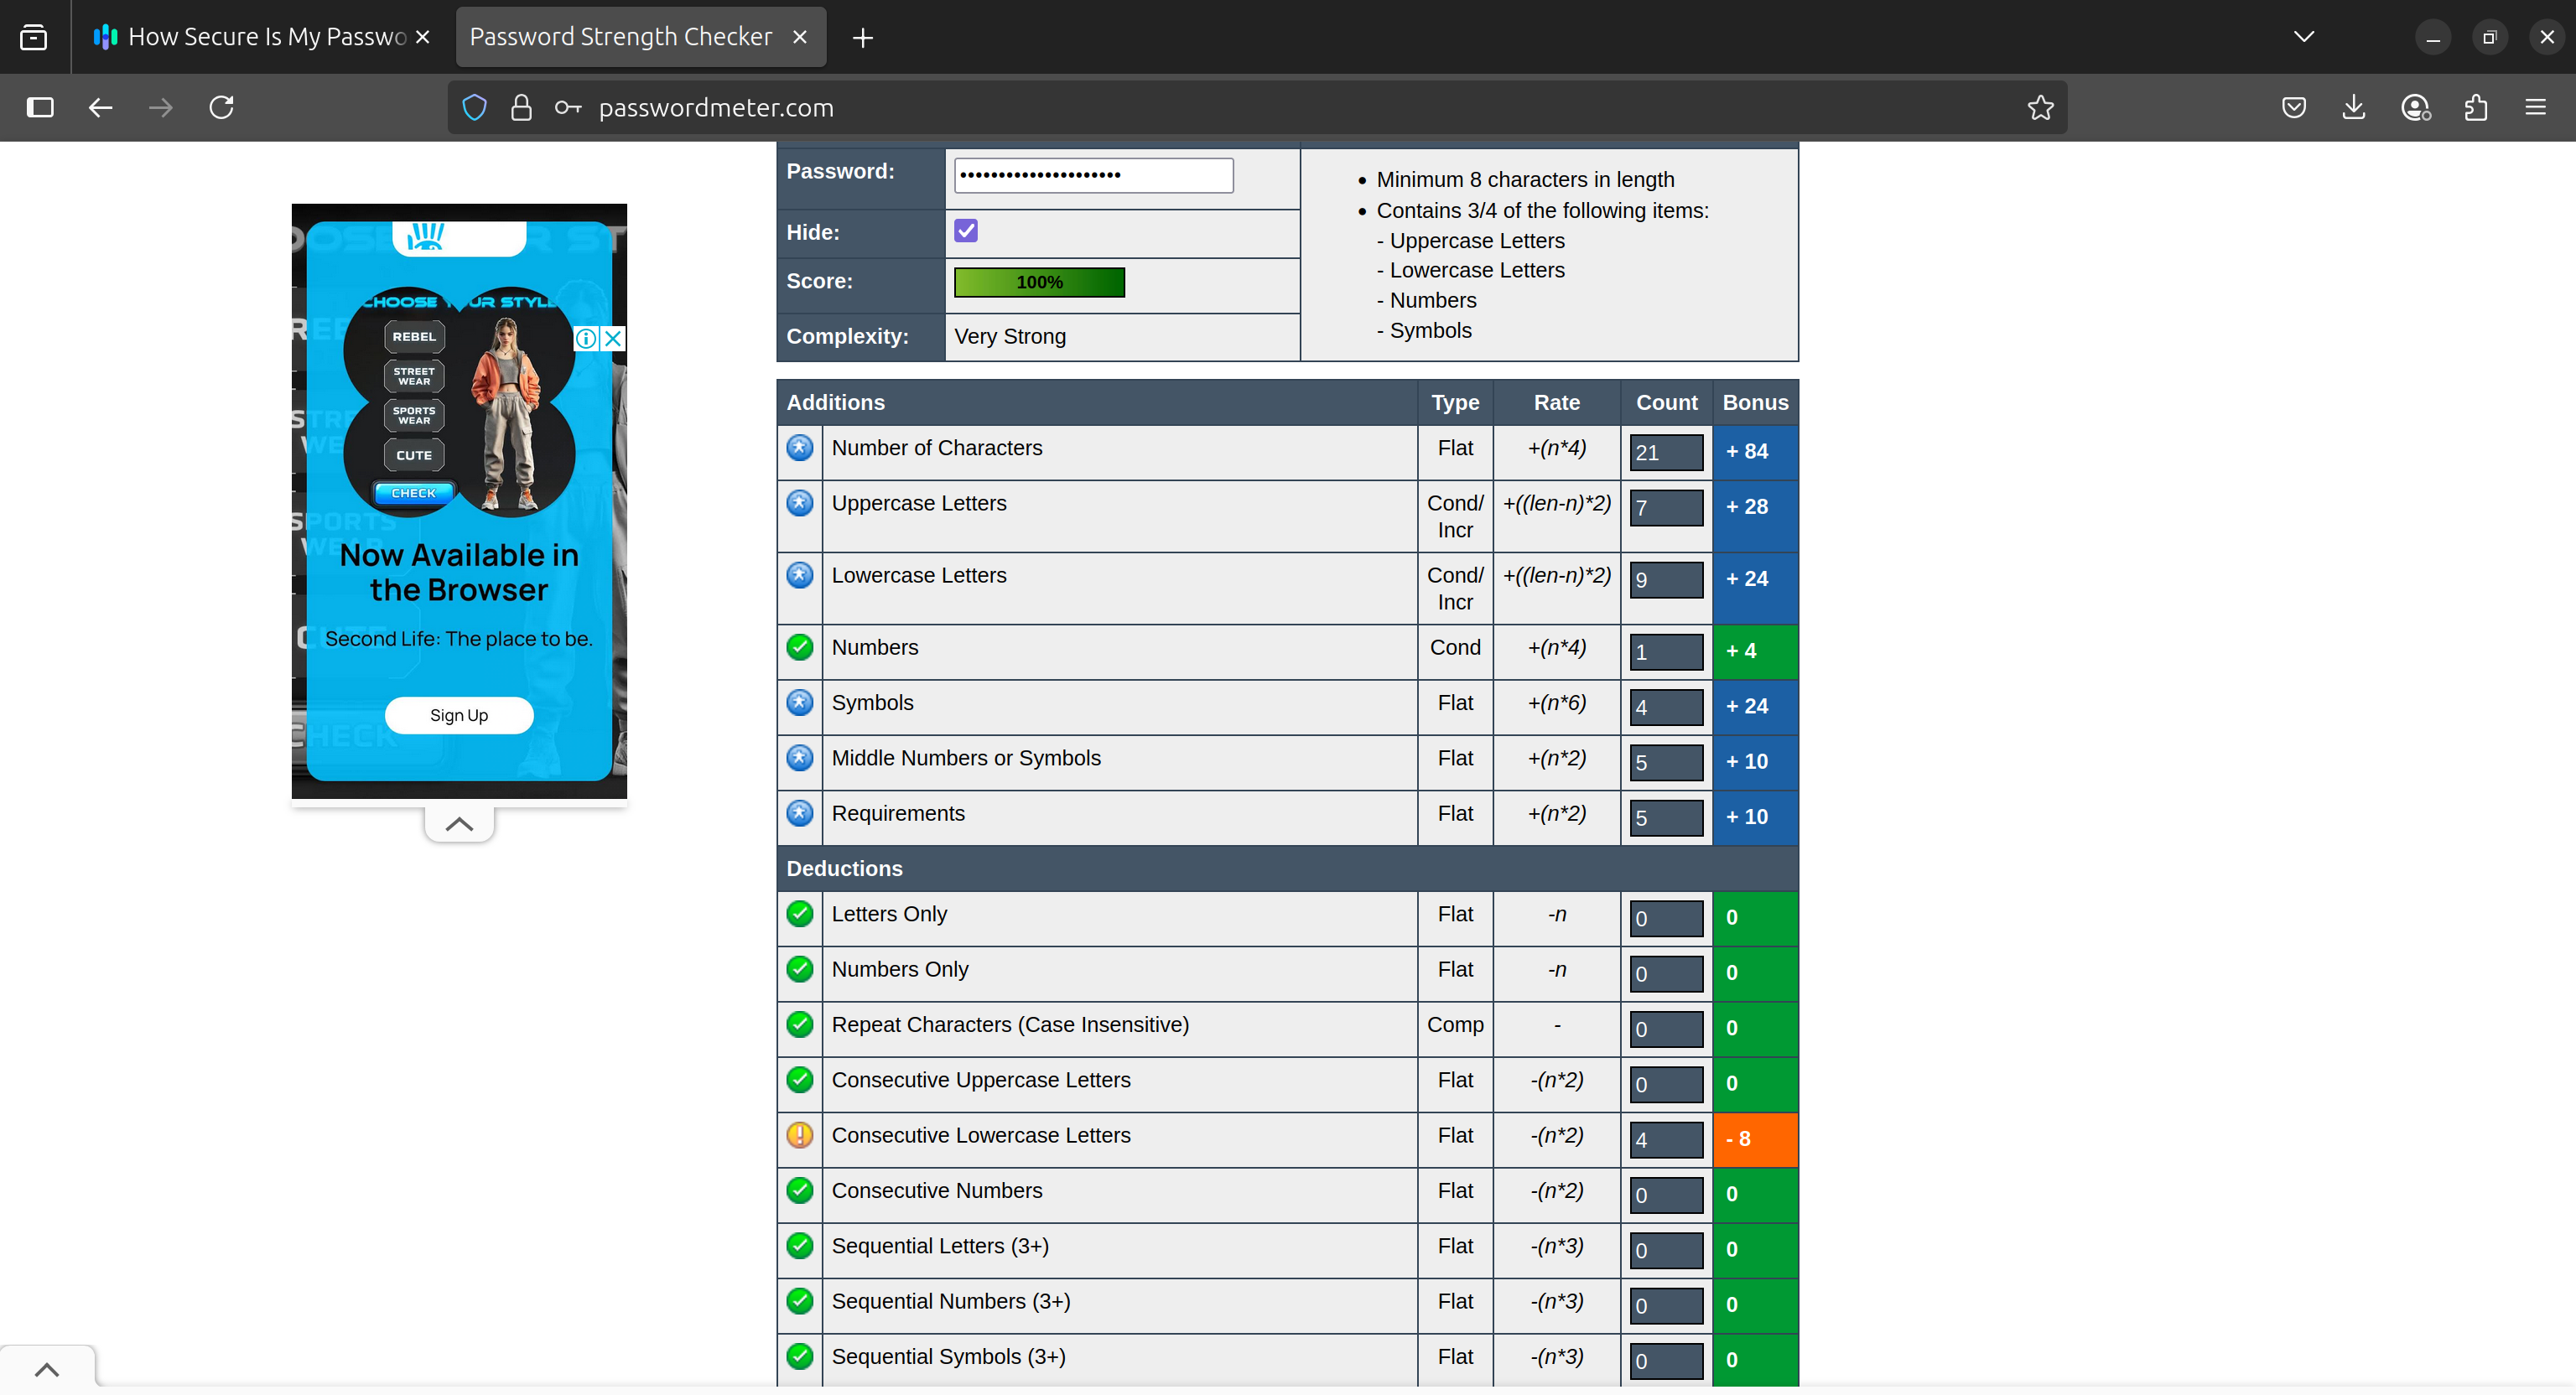 How Secure Is My Passwo
Password Strength Checker
passwordmeter.com
Password: •••••••••••••••••••••
Hide:
Score: 100%
Complexity: Very Strong
• Minimum 8 characters in length
• Contains 3/4 of the following items:
- Uppercase Letters
- Lowercase Letters
- Numbers
- Symbols
CHOOSE YOUR STYLE
REBEL
STREET
WEAR
SPORTS
WEAR
CUTE
CHECK
Now Available in
the Browser
Second Life: The place to be.
Sign Up
Additions Type Rate Count Bonus
Number of Characters Flat +(n*4) 21 + 84
Uppercase Letters Cond/ +((len-n)*2) 7 + 28
Incr
Lowercase Letters Cond/ +((len-n)*2) 9 + 24
Incr
Numbers Cond +(n*4) 1 + 4
Symbols Flat +(n*6) 4 + 24
Middle Numbers or Symbols Flat +(n*2) 5 + 10
Requirements Flat +(n*2) 5 + 10
Deductions
Letters Only Flat -n 0 0
Numbers Only Flat -n 0 0
Repeat Characters (Case Insensitive) Comp - 0 0
Consecutive Uppercase Letters Flat -(n*2) 0 0
Consecutive Lowercase Letters Flat -(n*2) 4 - 8
Consecutive Numbers Flat -(n*2) 0 0
Sequential Letters (3+) Flat -(n*3) 0 0
Sequential Numbers (3+) Flat -(n*3) 0 0
Sequential Symbols (3+) Flat -(n*3) 0 0